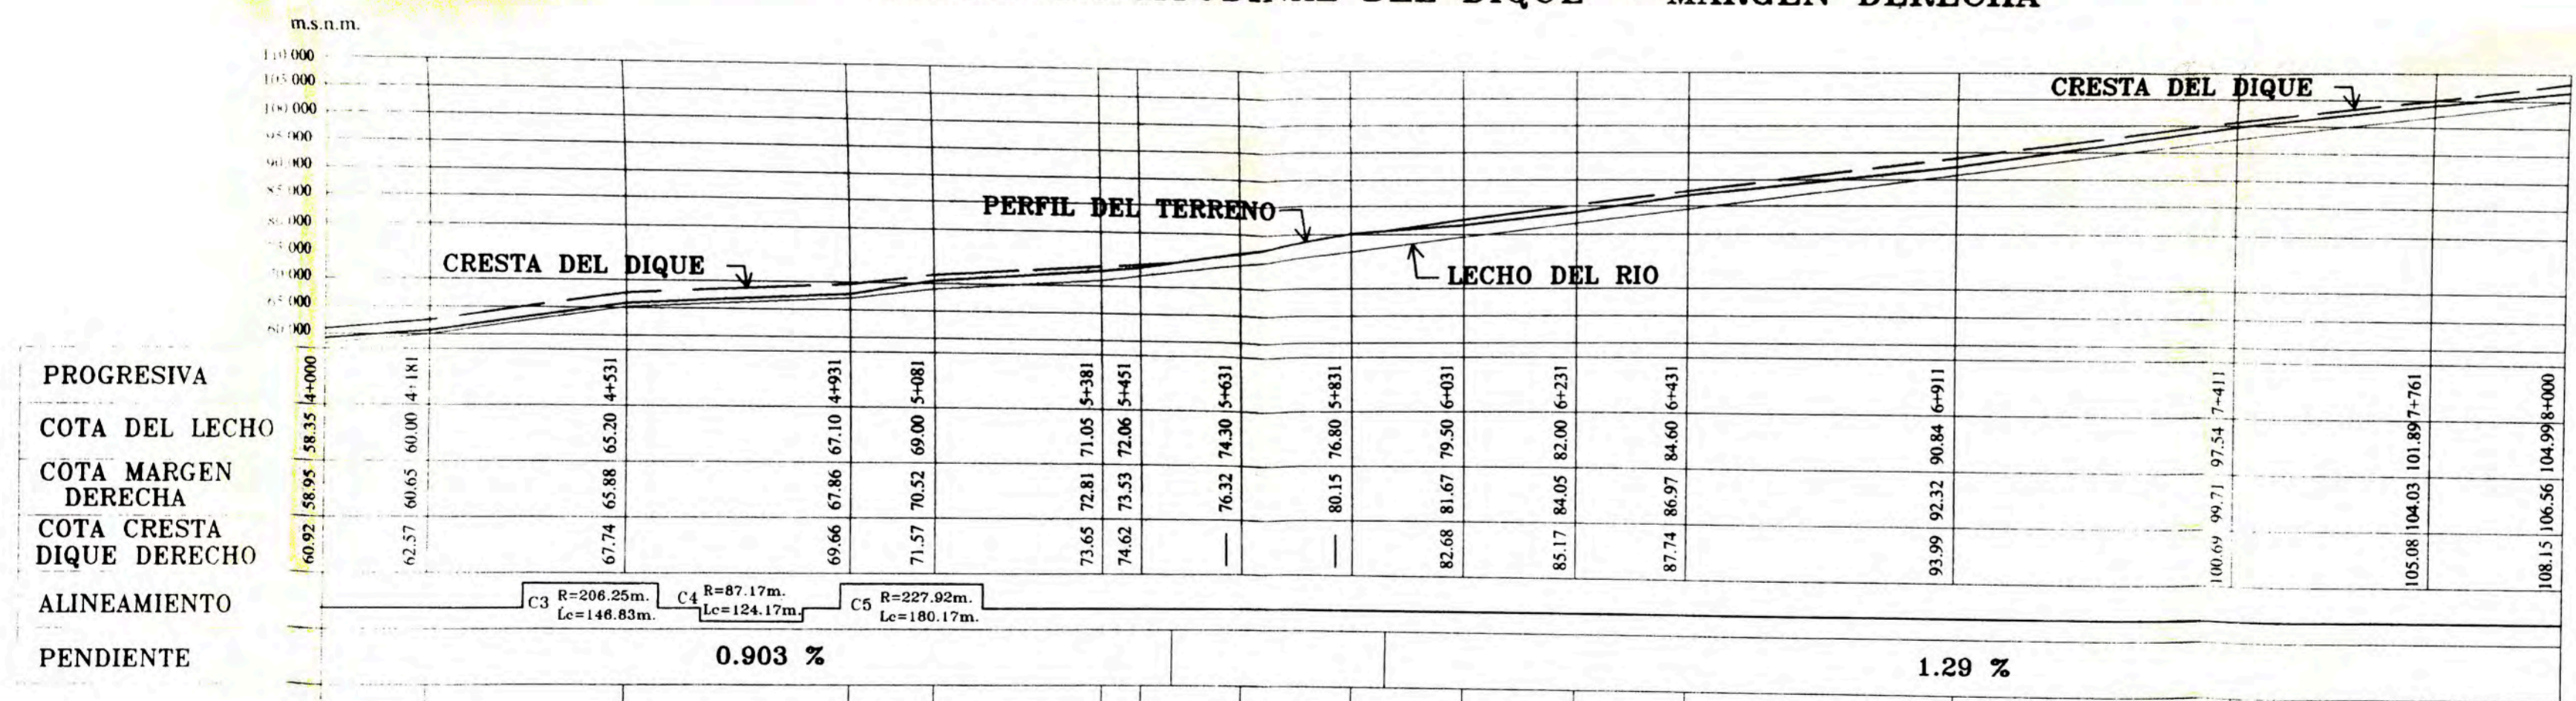 DEL DIQUE MARGEN DERECHA
m.s.n.m.
110 000
105 000
100 000
95 000
90 000
85 000
80 000
75 000
70 000
65 000
60 000
CRESTA DEL DIQUE
PERFIL DEL TERRENO
CRESTA DEL DIQUE
LECHO DEL RIO
PROGRESIVA 4+000 4+181 4+531 4+931 5+081 5+381 5+451 5+631 5+831 6+031 6+231 6+431 6+911 7+411 7+761 8+000
COTA DEL LECHO 58.35 60.00 65.20 67.10 69.00 71.05 72.06 74.30 76.80 79.50 82.00 84.60 90.84 97.54 101.89 104.99
COTA MARGEN
DERECHA 58.95 60.65 65.88 67.86 70.52 72.81 73.53 76.32 80.15 81.67 84.05 86.97 92.32 99.71 104.03 106.56
COTA CRESTA
DIQUE DERECHO 60.92 62.57 67.74 69.66 71.57 73.65 74.62 — — 82.68 85.17 87.74 93.99 100.69 105.08 108.15
ALINEAMIENTO
C3 R=206.25m.
Lc=146.83m.
C4 R=87.17m.
Lc=124.17m.
C5 R=227.92m.
Lc=180.17m.
PENDIENTE 0.903 % 1.29 %